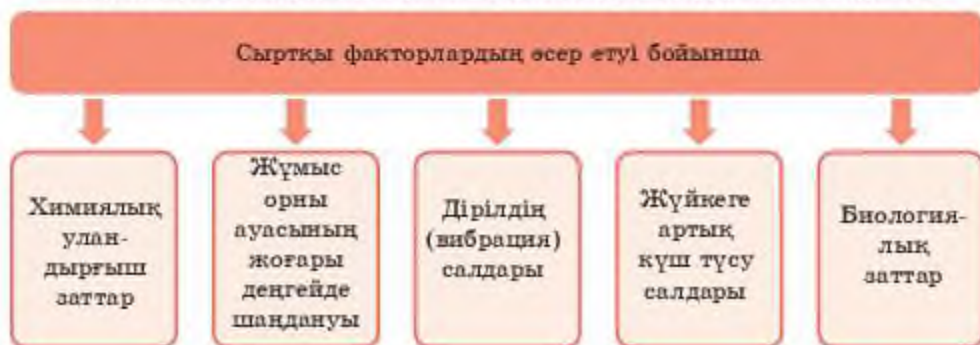 Сыртқы факторлардың әсер етуі бойынша
Химиялық
улан-
дырғыш
заттар
Жұмыс
орны
ауасының
жоғары
деңгейде
шаңдануы
Дірілдің
(вибрация)
салдары
Жүйкеге
артық
күш түсу
салдары
Биология-
лық
заттар